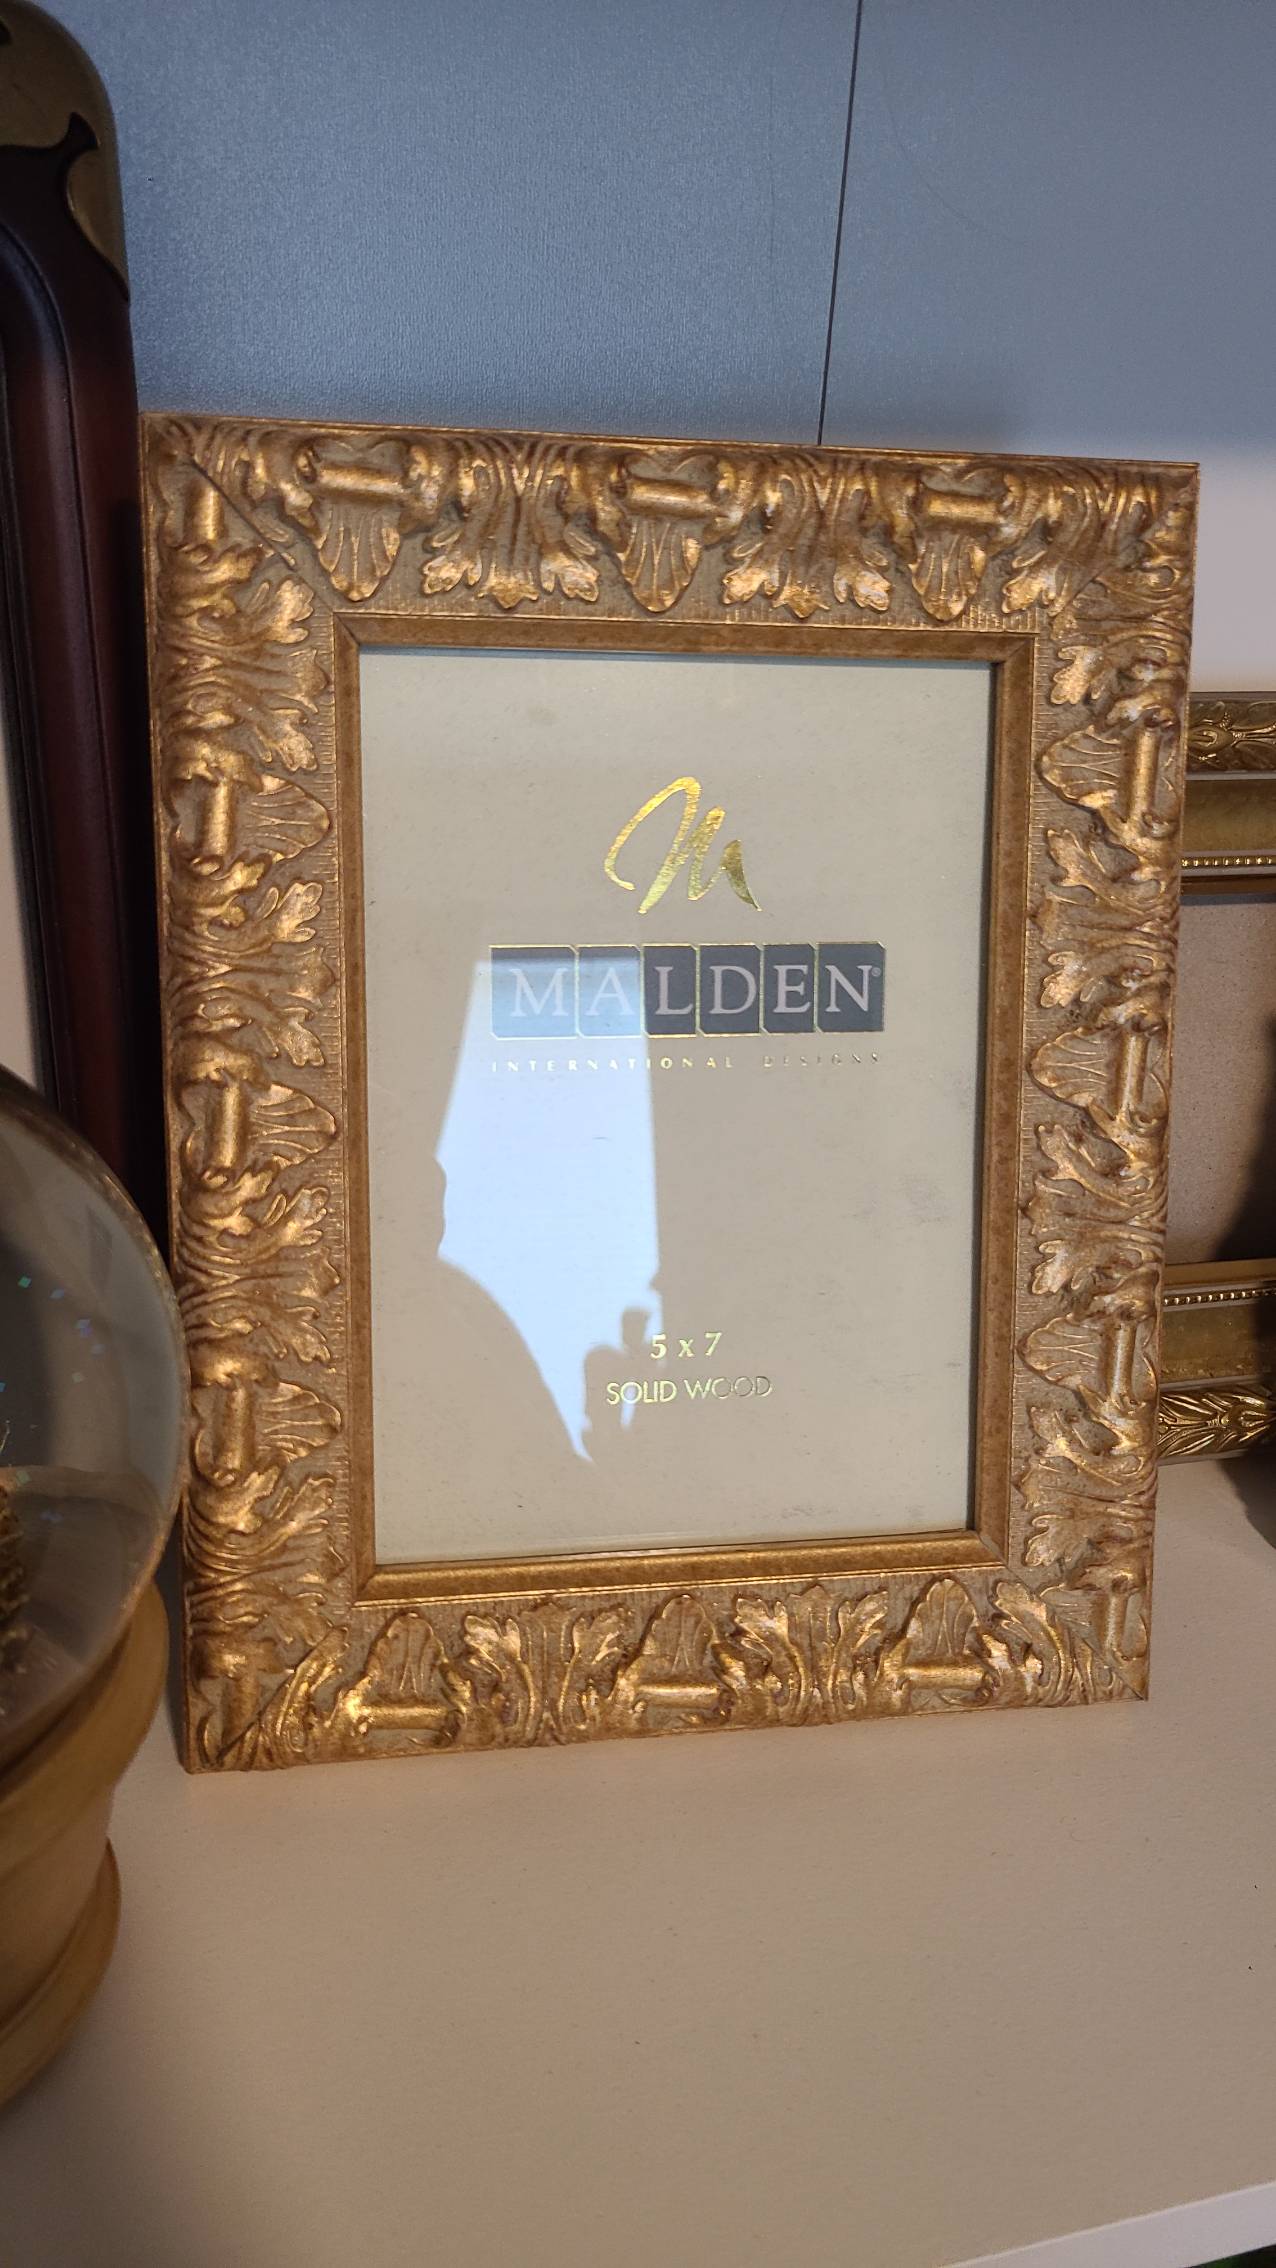 M
MALDEN®
INTERNATIONAL DESIGNS
5 x 7
SOLID WOOD